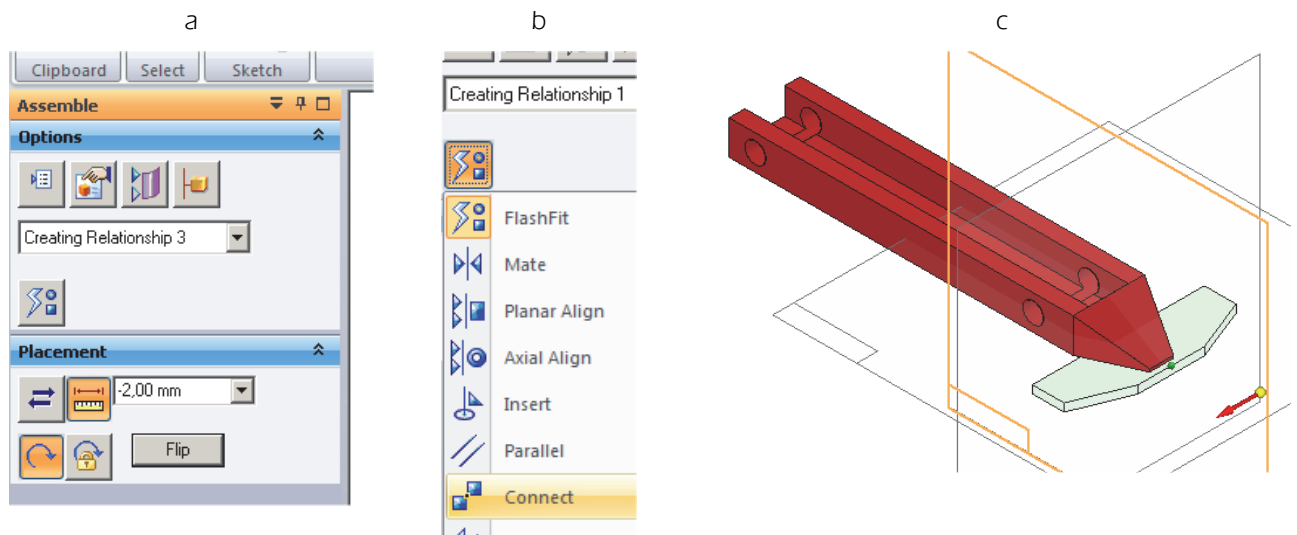 a
b
c
Clipboard Select Sketch
Assemble
Options
Creating Relationship 3
Placement
-2,00 mm
Flip
Creating Relationship 1
FlashFit
Mate
Planar Align
Axial Align
Insert
Parallel
Connect